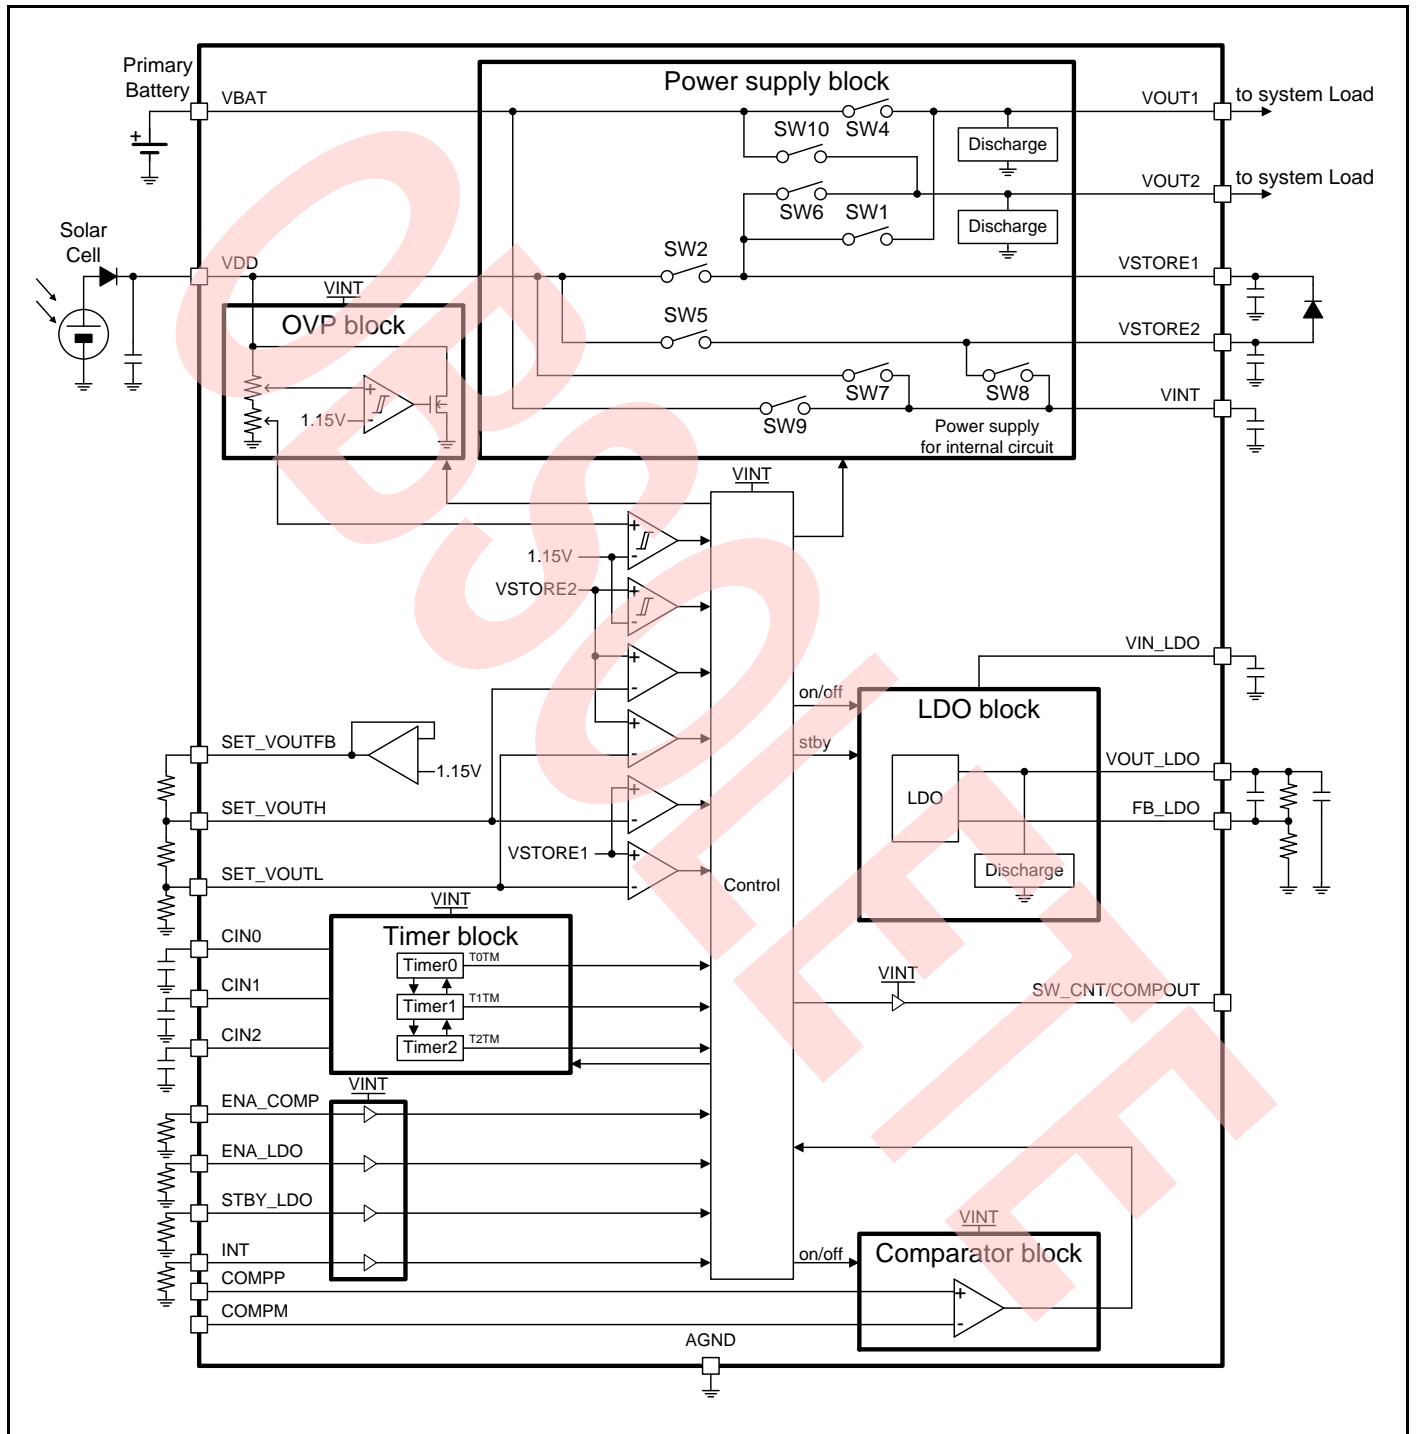 Primary
Battery
VBAT
Power supply block
VOUT1
to system Load
SW10
SW4
Discharge
VOUT2
to system Load
SW6
SW1
Discharge
Solar
Cell
VDD
SW2
VSTORE1
VINT
OVP block
SW5
VSTORE2
SW7
SW8
VINT
+
1.15V
-
SW9
Power supply
for internal circuit
VINT
+
1.15V
-
VSTORE2
+
-
+
-
+
-
VIN_LDO
on/off
LDO block
SET_VOUTFB
1.15V
stby
VOUT_LDO
LDO
SET_VOUTH
+
-
FB_LDO
VSTORE1
+
-
SET_VOUTL
Control
Discharge
VINT
Timer block
CIN0
Timer0
T0TM
CIN1
Timer1
T1TM
VINT
SW_CNT/COMPOUT
CIN2
Timer2
T2TM
VINT
ENA_COMP
ENA_LDO
STBY_LDO
VINT
INT
on/off
Comparator block
COMPP
+
COMPM
-
AGND
OBSOLETE